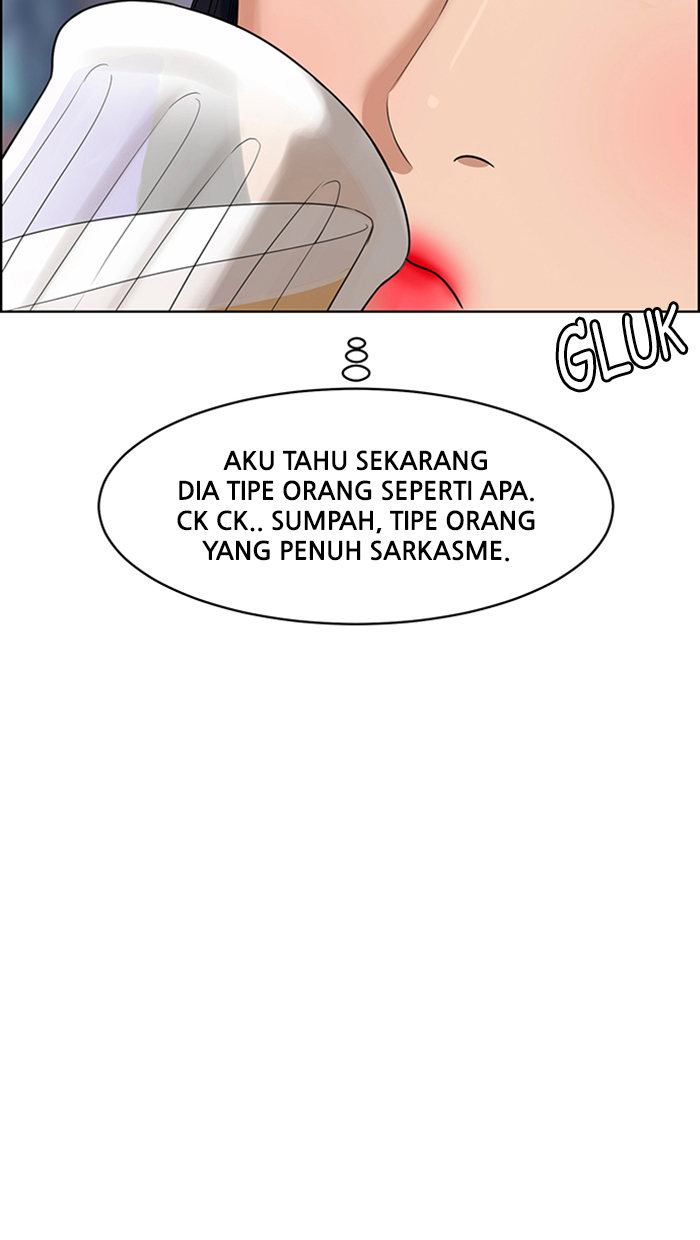 GLUK
AKU TAHU SEKARANG
DIA TIPE ORANG SEPERTI APA.
CK CK.. SUMPAH, TIPE ORANG
YANG PENUH SARKASME.